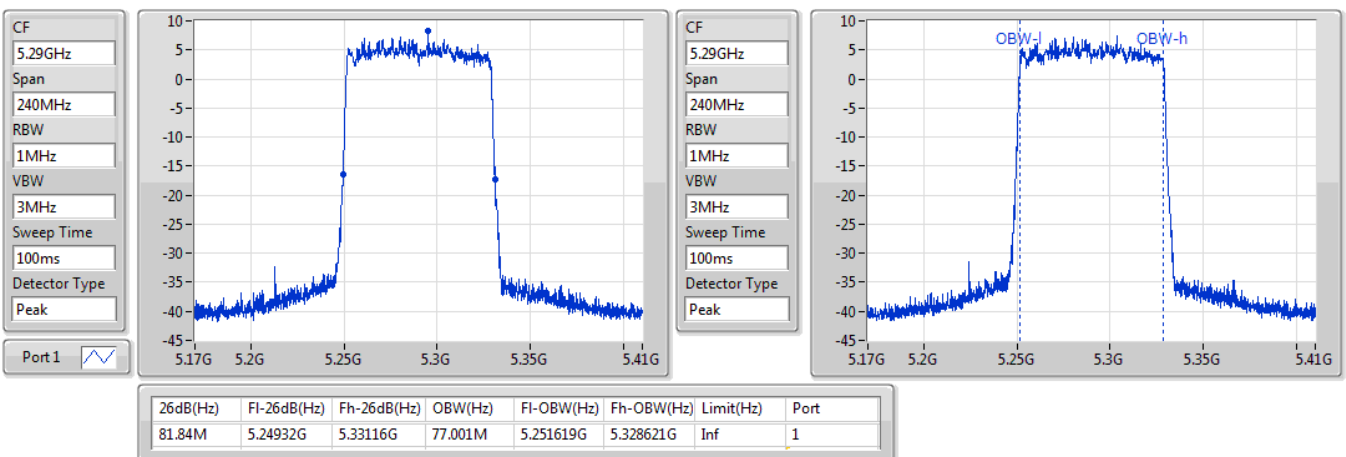 CF
5.29GHz
Span
240MHz
RBW
1MHz
VBW
3MHz
Sweep Time
100ms
Detector Type
Peak
Port 1
10
5
0
-5
-10
-15
-20
-25
-30
-35
-40
-45
5.17G 5.2G 5.25G 5.3G 5.35G 5.41G
CF
5.29GHz
Span
240MHz
RBW
1MHz
VBW
3MHz
Sweep Time
100ms
Detector Type
Peak
10
5
0
-5
-10
-15
-20
-25
-30
-35
-40
-45
OBW-l OBW-h
5.17G 5.2G 5.25G 5.3G 5.35G 5.41G
26dB(Hz) Fl-26dB(Hz) Fh-26dB(Hz) OBW(Hz) Fl-OBW(Hz) Fh-OBW(Hz) Limit(Hz) Port
81.84M 5.24932G 5.33116G 77.001M 5.251619G 5.328621G Inf 1